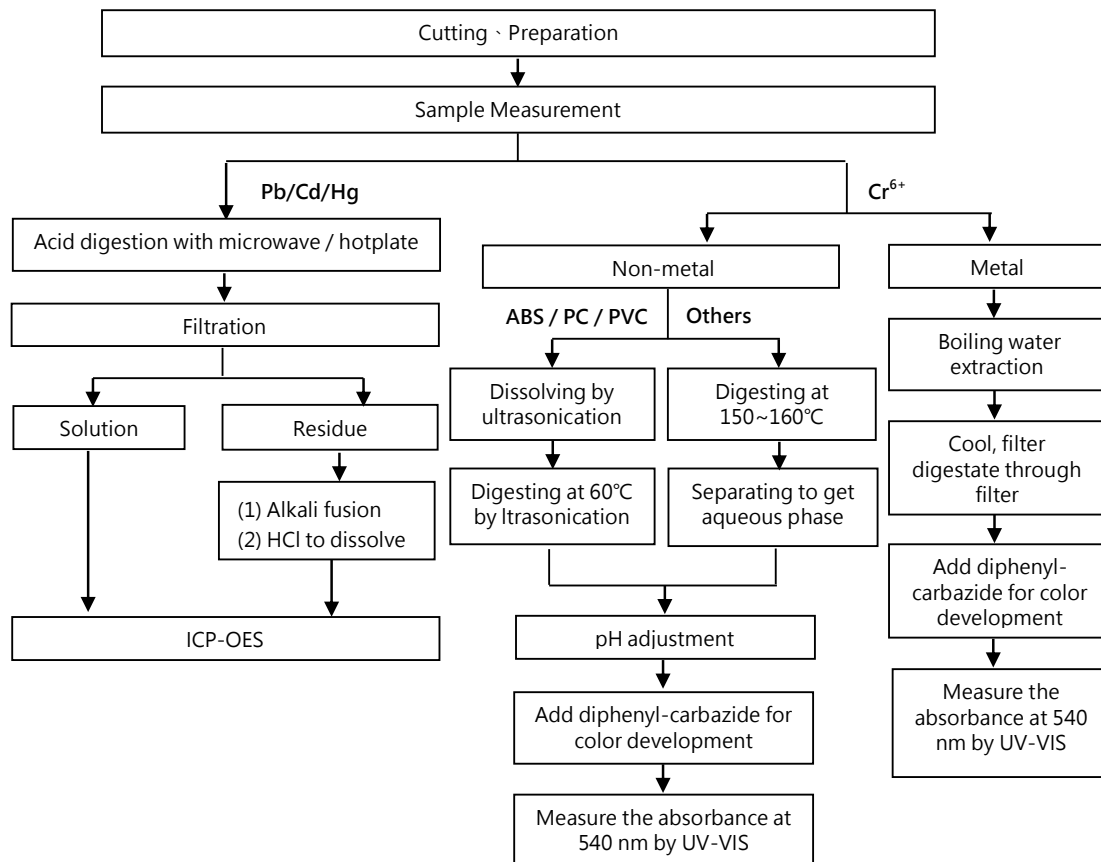 Cutting、Preparation
Sample Measurement
Pb/Cd/Hg
Acid digestion with microwave / hotplate
Filtration
Solution
Residue
(1) Alkali fusion
(2) HCl to dissolve
ICP-OES
Cr⁶⁺
Non-metal
ABS / PC / PVC
Others
Dissolving by
ultrasonication
Digesting at
150~160℃
Digesting at 60℃
by ltrasonication
Separating to get
aqueous phase
pH adjustment
Add diphenyl-carbazide for
color development
Measure the absorbance at
540 nm by UV-VIS
Metal
Boiling water
extraction
Cool, filter
digestate through
filter
Add diphenyl-
carbazide for color
development
Measure the
absorbance at 540
nm by UV-VIS